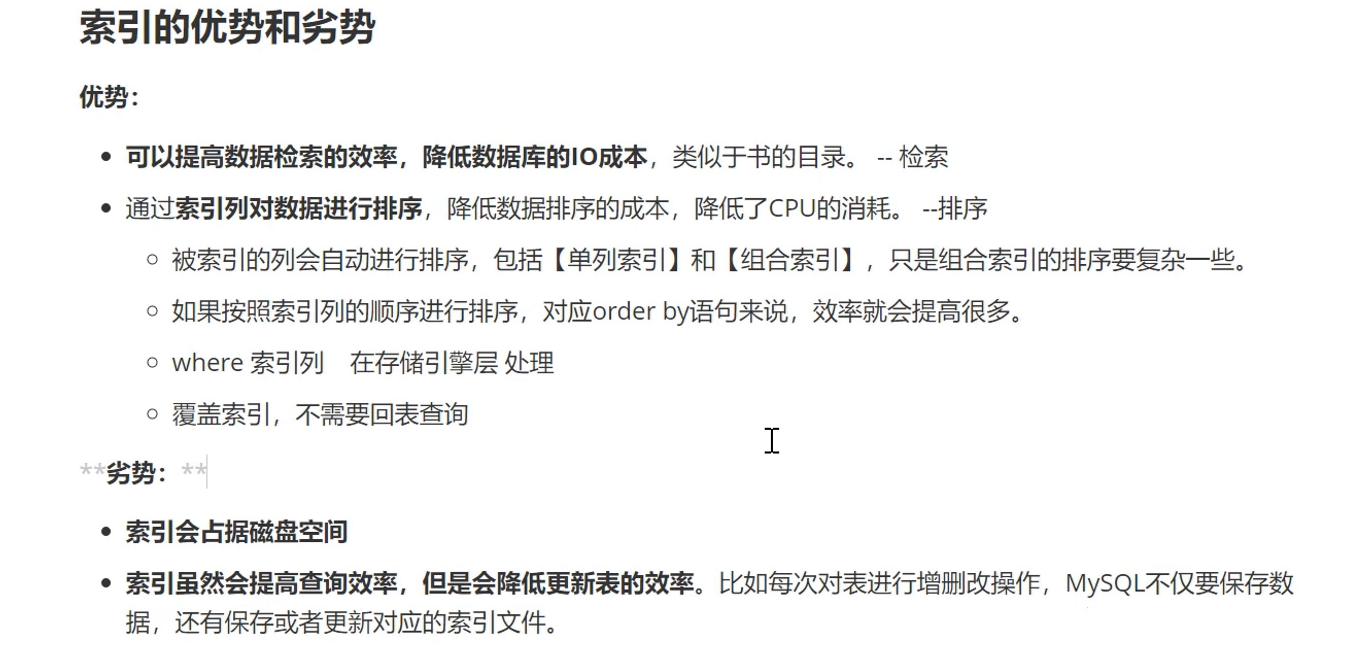 索引的优势和劣势
优势：
可以提高数据检索的效率，降低数据库的IO成本，类似于书的目录。 -- 检索
通过索引列对数据进行排序，降低数据排序的成本，降低了CPU的消耗。 --排序
被索引的列会自动进行排序，包括【单列索引】和【组合索引】，只是组合索引的排序要复杂一些。
如果按照索引列的顺序进行排序，对应order by语句来说，效率就会提高很多。
where 索引列 在存储引擎层 处理
覆盖索引，不需要回表查询
**劣势：**
索引会占据磁盘空间
索引虽然会提高查询效率，但是会降低更新表的效率。比如每次对表进行增删改操作，MySQL不仅要保存数
据，还有保存或者更新对应的索引文件。